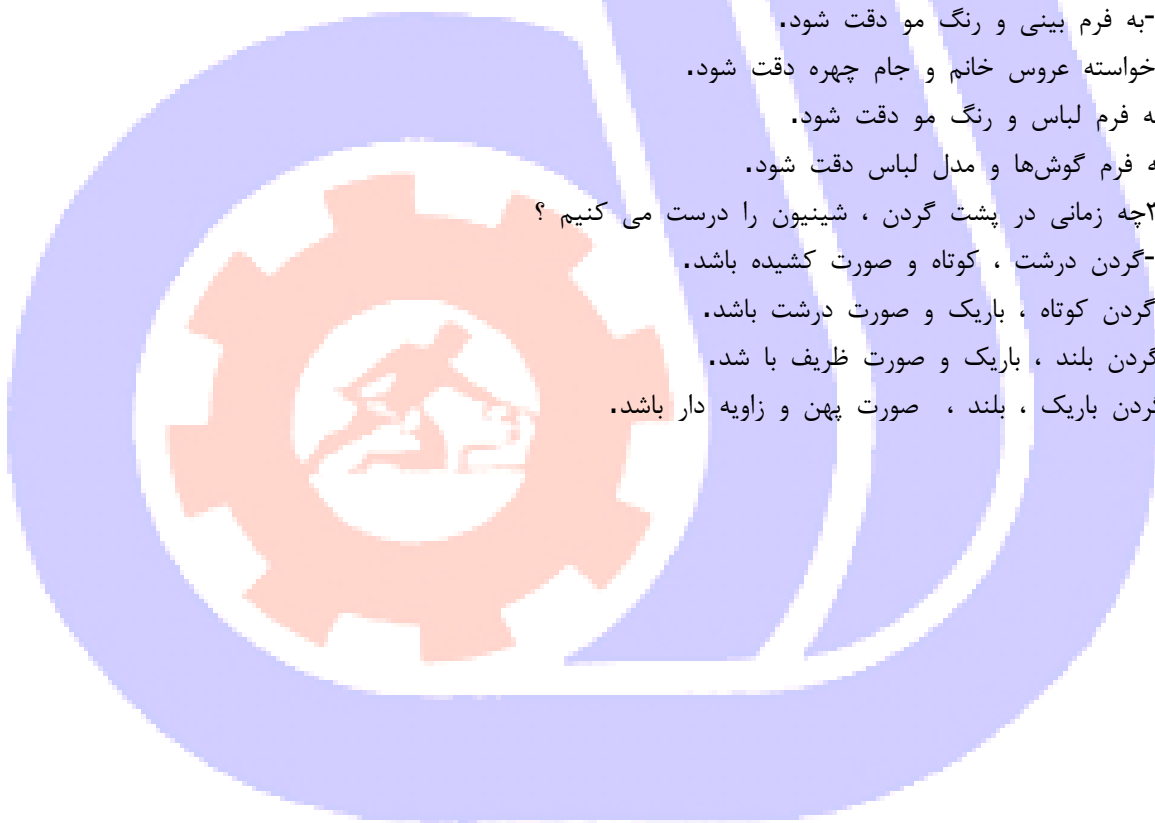 -به فرم بینی و رنگ مو دقت شود.
خواسته عروس خانم و جام چهره دقت شود.
ه فرم لباس و رنگ مو دقت شود.
ه فرم گوش‌ها و مدل لباس دقت شود.
۲چه زمانی در پشت گردن ، شینیون را درست می کنیم ؟
-گردن درشت ، کوتاه و صورت کشیده باشد.
گردن کوتاه ، باریک و صورت درشت باشد.
گردن بلند ، باریک و صورت ظریف با شد.
گردن باریک ، بلند ، صورت پهن و زاویه دار باشد.